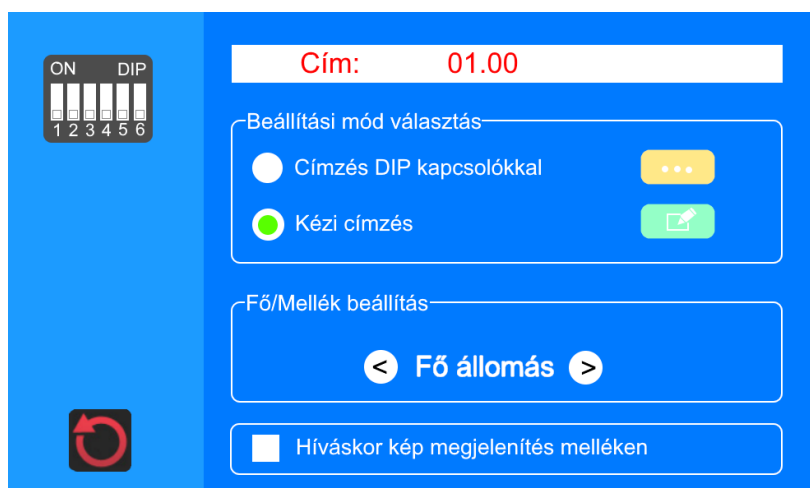 ON DIP
1 2 3 4 5 6
Cím: 01.00
Beállítási mód választás
Címzés DIP kapcsolókkal
Kézi címzés
Fő/Mellék beállítás
< Fő állomás >
Híváskor kép megjelenítés melléken